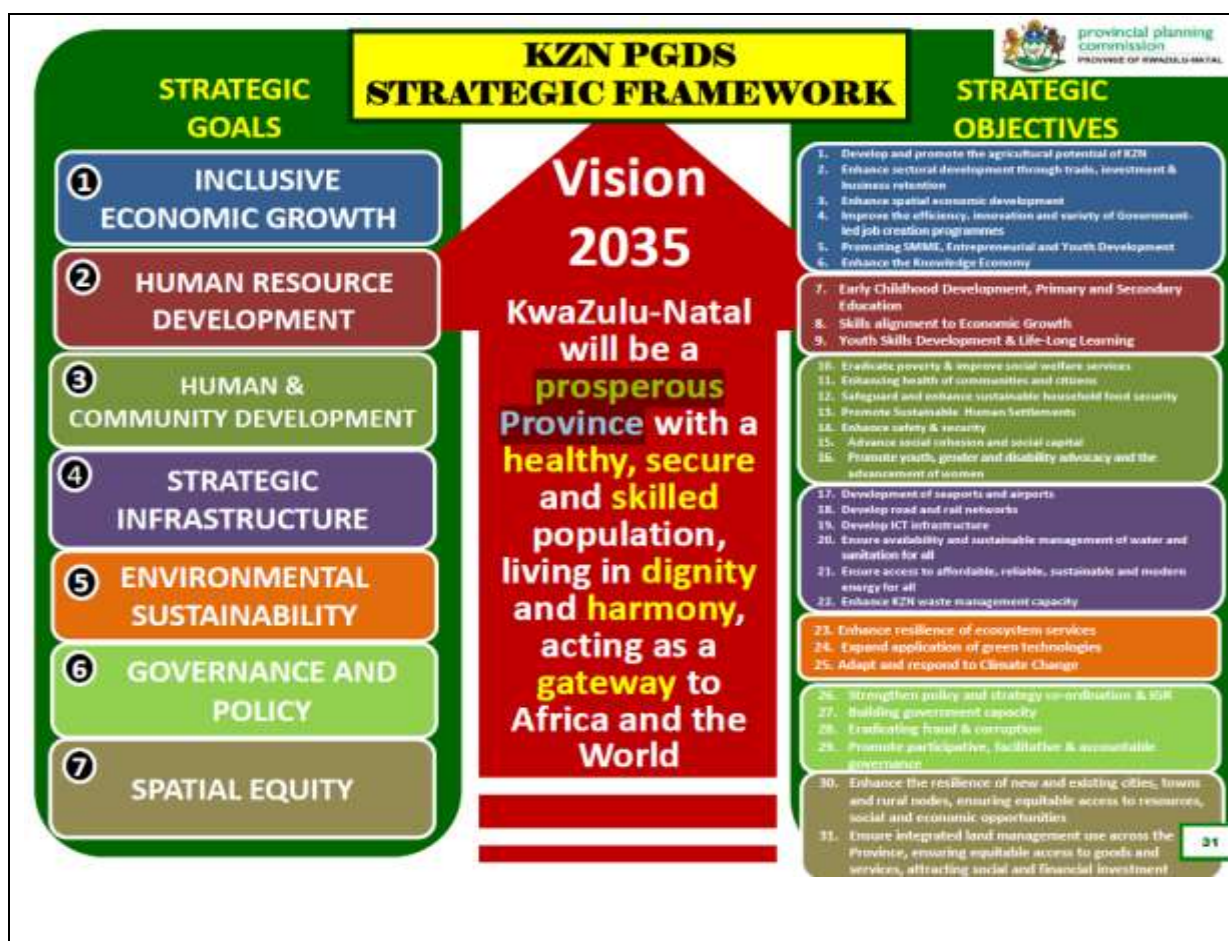 KZN PGDS
STRATEGIC FRAMEWORK
provincial planning
commission
PROVINCE OF KWAZULU-NATAL
STRATEGIC
GOALS
1 INCLUSIVE
ECONOMIC GROWTH
2 HUMAN RESOURCE
DEVELOPMENT
3 HUMAN &
COMMUNITY DEVELOPMENT
4 STRATEGIC
INFRASTRUCTURE
5 ENVIRONMENTAL
SUSTAINABILITY
6 GOVERNANCE AND
POLICY
7 SPATIAL EQUITY
Vision
2035
KwaZulu-Natal
will be a
prosperous
Province with a
healthy, secure
and skilled
population,
living in dignity
and harmony,
acting as a
gateway to
Africa and the
World
STRATEGIC
OBJECTIVES
1. Develop and promote the agricultural potential of KZN
2. Enhance sectoral development through trade, investment &
business retention
3. Enhance spatial economic development
4. Improve the efficiency, innovation and variety of Government-
led job creation programmes
5. Promoting SMME, Entrepreneurial and Youth Development
6. Enhance the Knowledge Economy
7. Early Childhood Development, Primary and Secondary
Education
8. Skills alignment to Economic Growth
9. Youth Skills Development & Life-Long Learning
10. Eradicate poverty & improve social welfare services
11. Enhancing health of communities and citizens
12. Safeguard and enhance sustainable household food security
13. Promote Sustainable Human Settlements
14. Enhance safety & security
15. Advance social cohesion and social capital
16. Promote youth, gender and disability advocacy and the
advancement of women
17. Development of seaports and airports
18. Develop road and rail networks
19. Develop ICT infrastructure
20. Ensure availability and sustainable management of water and
sanitation for all
21. Ensure access to affordable, reliable, sustainable and modern
energy for all
22. Enhance KZN waste management capacity
23. Enhance resilience of ecosystem services
24. Expand application of green technologies
25. Adapt and respond to Climate Change
26. Strengthen policy and strategy co-ordination & IGR
27. Building government capacity
28. Eradicating fraud & corruption
29. Promote participative, facilitative & accountable
governance
30. Enhance the resilience of new and existing cities, towns
and rural nodes, ensuring equitable access to resources,
social and economic opportunities
31. Ensure integrated land management use across the
Province, ensuring equitable access to goods and
services, attracting social and financial investment
31